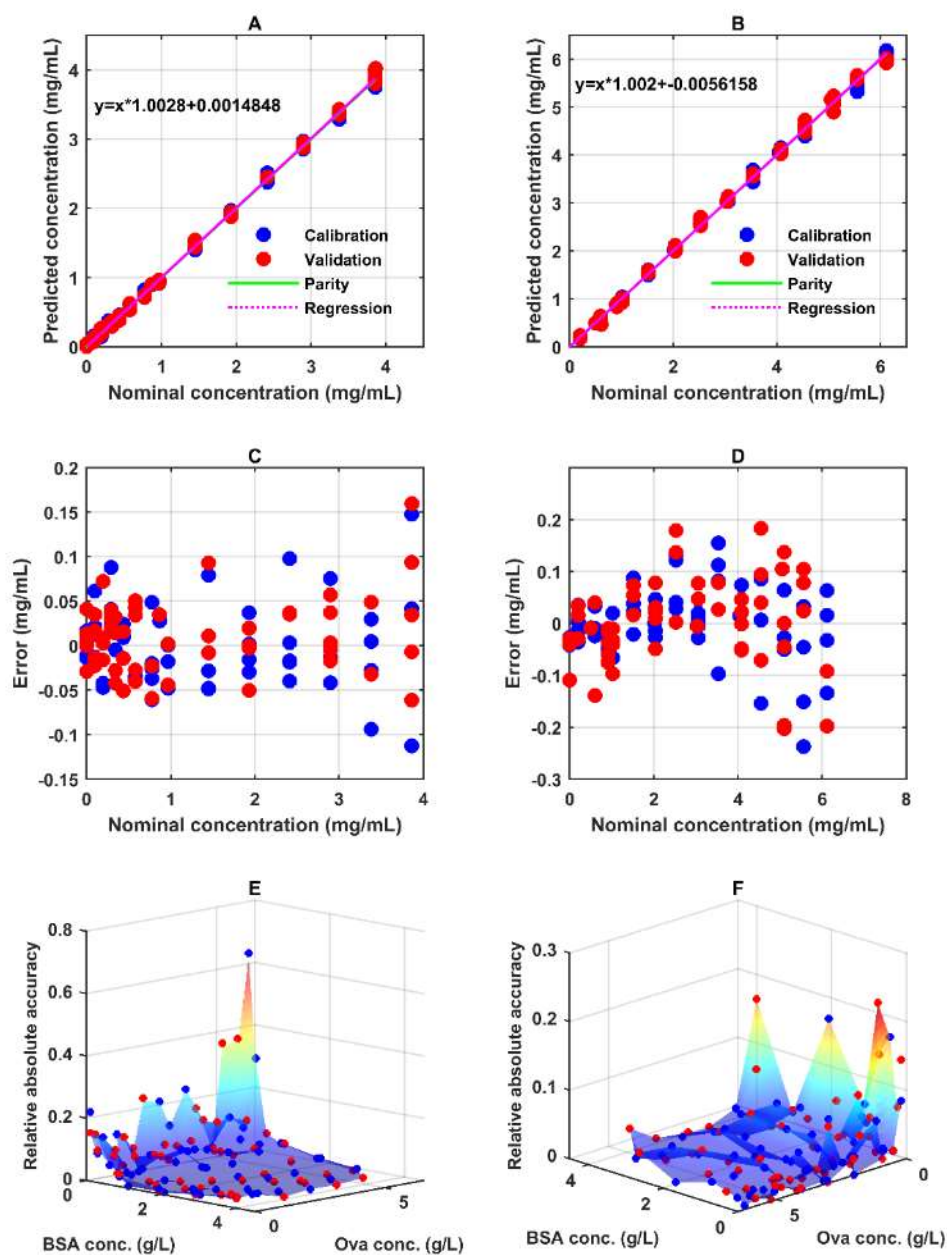 A
Predicted concentration (mg/mL)
4
3
2
1
0
y=x*1.0028+0.0014848
Calibration
Validation
Parity
Regression
0 1 2 3 4
Nominal concentration (mg/mL)
B
Predicted concentration (mg/mL)
6
5
4
3
2
1
0
y=x*1.002+-0.0056158
Calibration
Validation
Parity
Regression
0 2 4 6
Nominal concentration (mg/mL)
C
Error (mg/mL)
0.2
0.15
0.1
0.05
0
-0.05
-0.1
-0.15
0 1 2 3 4
Nominal concentration (mg/mL)
D
Error (mg/mL)
0.2
0.1
0
-0.1
-0.2
-0.3
0 2 4 6 8
Nominal concentration (mg/mL)
E
Relative absolute accuracy
0.8
0.6
0.4
0.2
0
0 2 4
BSA conc. (g/L)
0 5
Ova conc. (g/L)
F
Relative absolute accuracy
0.3
0.2
0.1
0
4 2 0
BSA conc. (g/L)
5 0
Ova conc. (g/L)